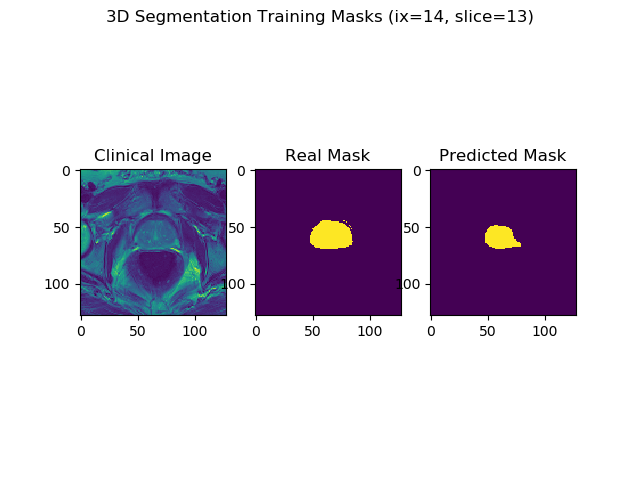 3D Segmentation Training Masks (ix=14, slice=13)
Clinical Image Real Mask Predicted Mask
0 0 0
50 50 50
100 100 100
0 50 100 0 50 100 0 50 100